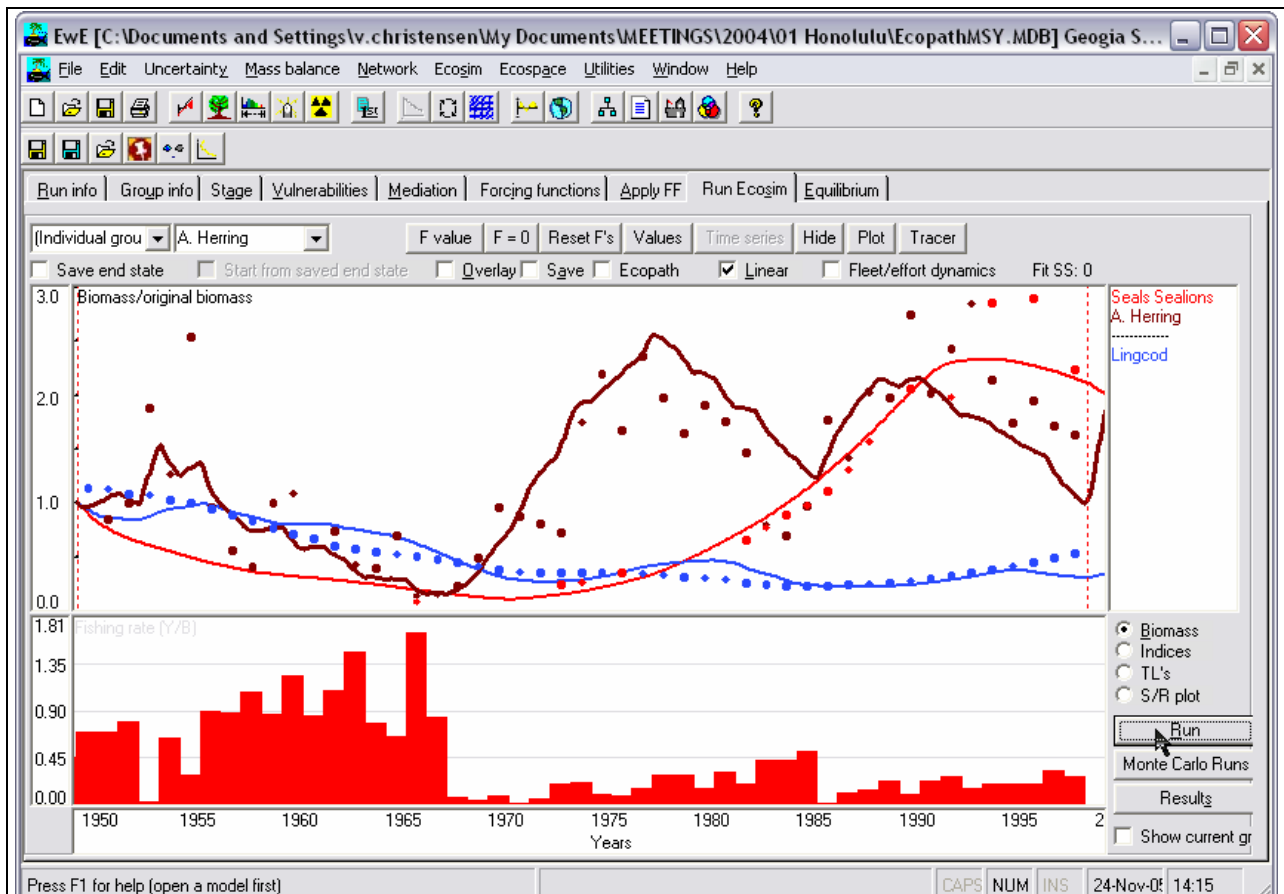 EwE [C:\Documents and Settings\v.christensen\My Documents\MEETINGS\2004\01 Honolulu\EcopathMSY.MDB] Geogia S...
File Edit Uncertainty Mass balance Network Ecosim Ecospace Utilities Window Help
1st
Run info Group info Stage Vulnerabilities Mediation Forcing functions Apply FF Run Ecosim Equilibrium
(Individual grou A. Herring F value F = 0 Reset F's Values Time series Hide Plot Tracer
Save end state Start from saved end state Overlay Save Ecopath Linear Fleet/effort dynamics Fit SS: 0
3.0 Biomass/original biomass
Seals Sealions
A. Herring
-------------
Lingcod
2.0
1.0
0.0
1.81 Fishing rate (Y/B)
1.35
0.90
0.45
0.00
1950 1955 1960 1965 1970 1975 1980 1985 1990 1995 2
Years
Biomass
Indices
TL's
S/R plot
Run
Monte Carlo Runs
Results
Show current gr
Press F1 for help (open a model first) CAPS NUM INS 24-Nov-0 14:15